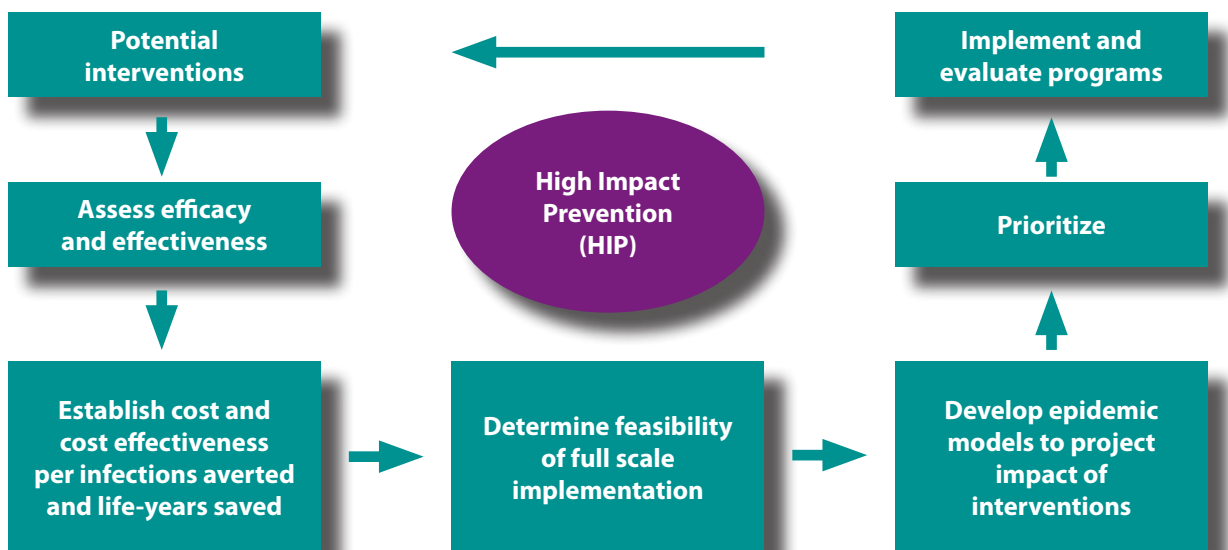 Potential
interventions
Assess efficacy
and effectiveness
Establish cost and
cost effectiveness
per infections averted
and life-years saved
Determine feasibility
of full scale
implementation
Develop epidemic
models to project
impact of
interventions
Prioritize
Implement and
evaluate programs
High Impact
Prevention
(HIP)